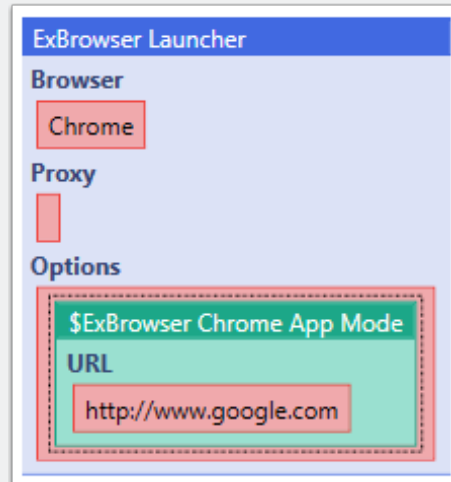 ExBrowser Launcher
Browser
Chrome
Proxy
Options
$ExBrowser Chrome App Mode
URL
http://www.google.com